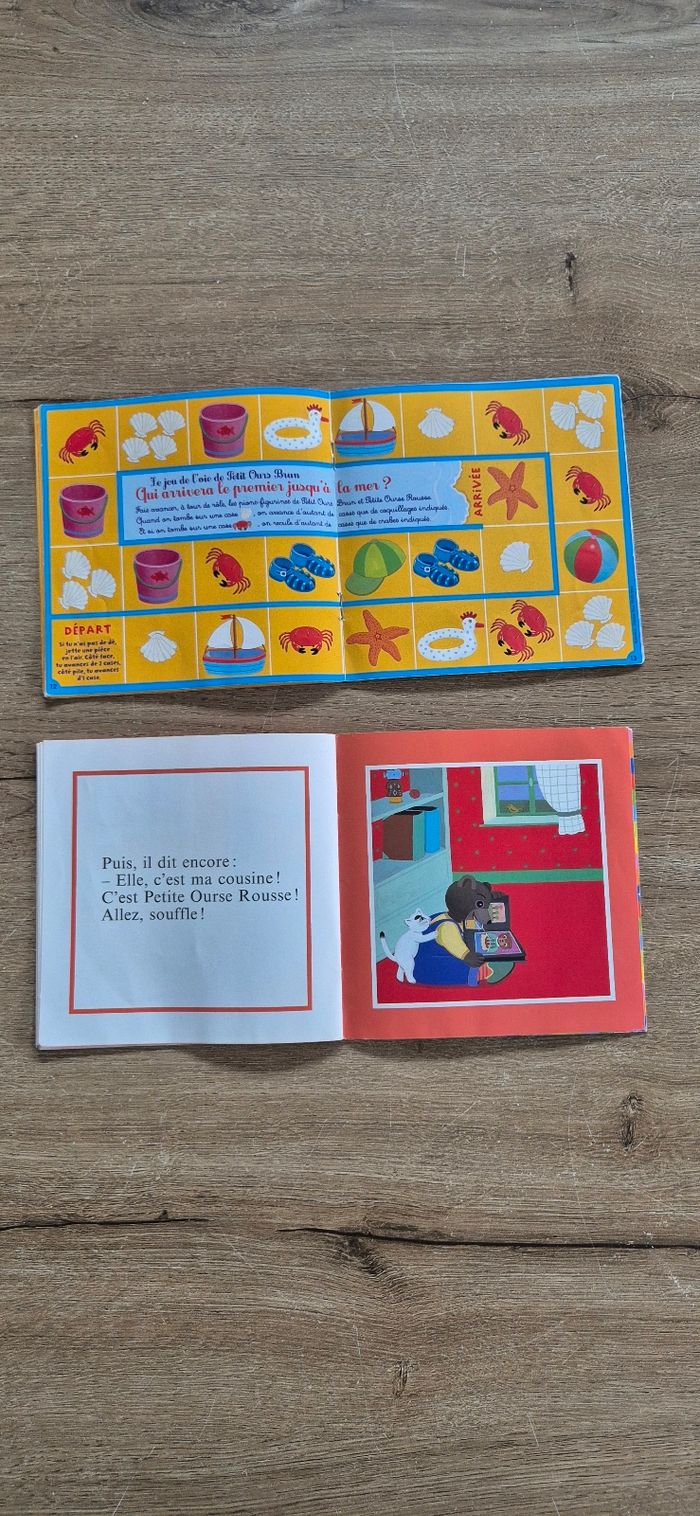 Le jeu de l'oie de Petit Ours Brun
Qui arrivera le premier jusqu'à la mer ?
Fais avancer, à tour de rôle, les pions-figurines de Petit Ours Brun et Petite Ourse Rousse.
Quand on tombe sur une case , on avance d'autant de cases que de coquillages indiqués.
Et si on tombe sur une case , on recule d'autant de cases que de crabes indiqués.
ARRIVÉE
DÉPART
Si tu n'as pas de dé,
jette une pièce
en l'air. Côté face,
tu avances de 2 cases,
côté pile, tu avances
d'1 case.
12
13
Puis, il dit encore :
– Elle, c'est ma cousine !
C'est Petite Ourse Rousse !
Allez, souffle !